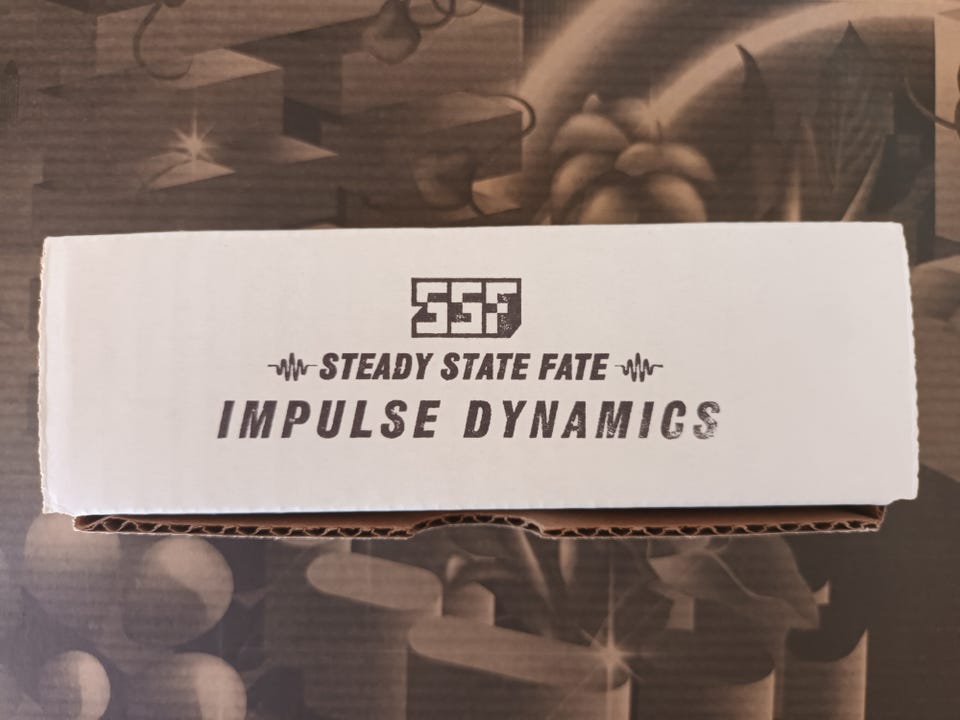 SSF
STEADY STATE FATE
IMPULSE DYNAMICS